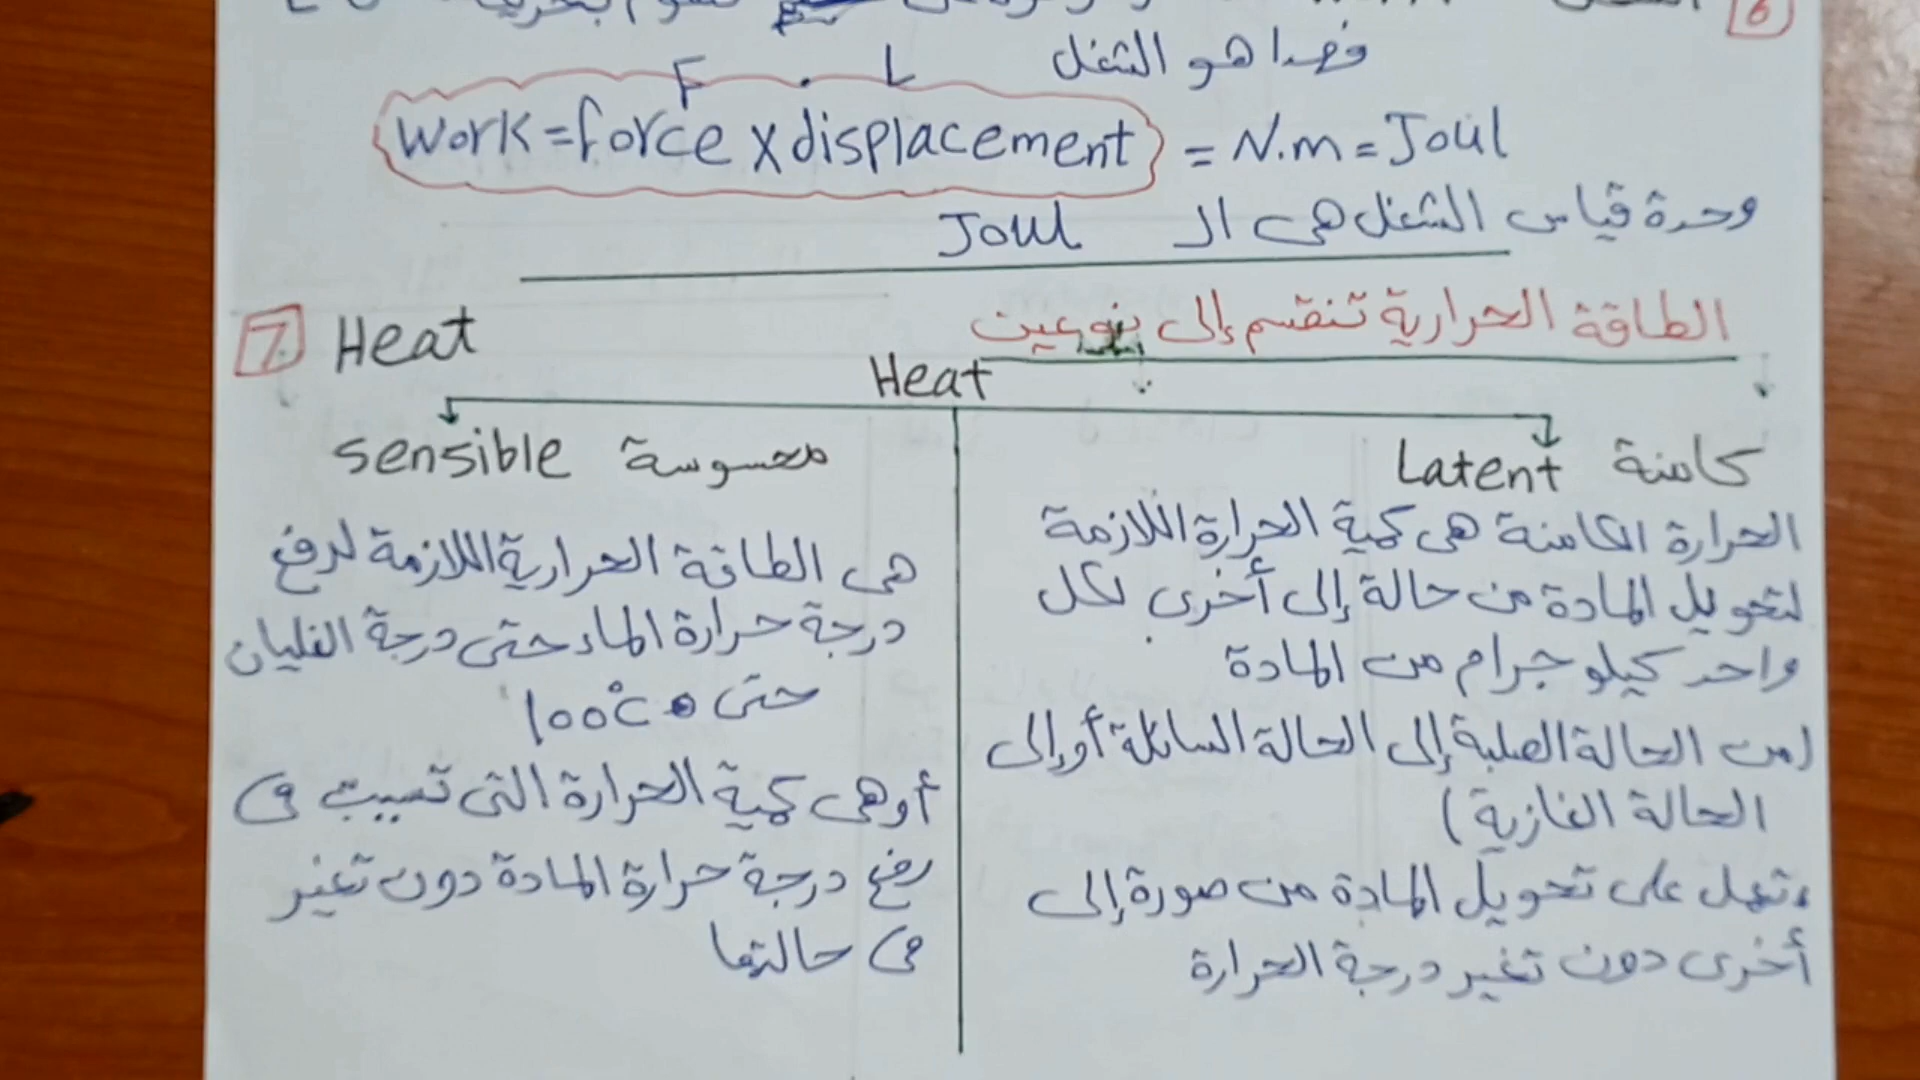 6
فهذا هو الشغل
F . L
Work = force x displacement = N.m = Joul
وحدة قياس الشغل هى الـ Joul
7 Heat
الطاقة الحرارية تنقسم إلى نوعين
Heat
sensible محسوسة
هى الطاقة الحرارية اللازمة لرفع
درجة حرارة الماء حتى درجة الغليان
حتى 100°C
أو هى كمية الحرارة التى تسبب فى
رفع درجة حرارة المادة دون تغير
فى حالتها
Latent كامنة
الحرارة الكامنة هى كمية الحرارة اللازمة
لتحويل المادة من حالة إلى أخرى لكل
واحد كيلو جرام من المادة
(من الحالة الصلبة إلى الحالة السائلة أو إلى
الحالة الغازية)
وتعمل على تحويل المادة من صورة إلى
أخرى دون تغير درجة الحرارة